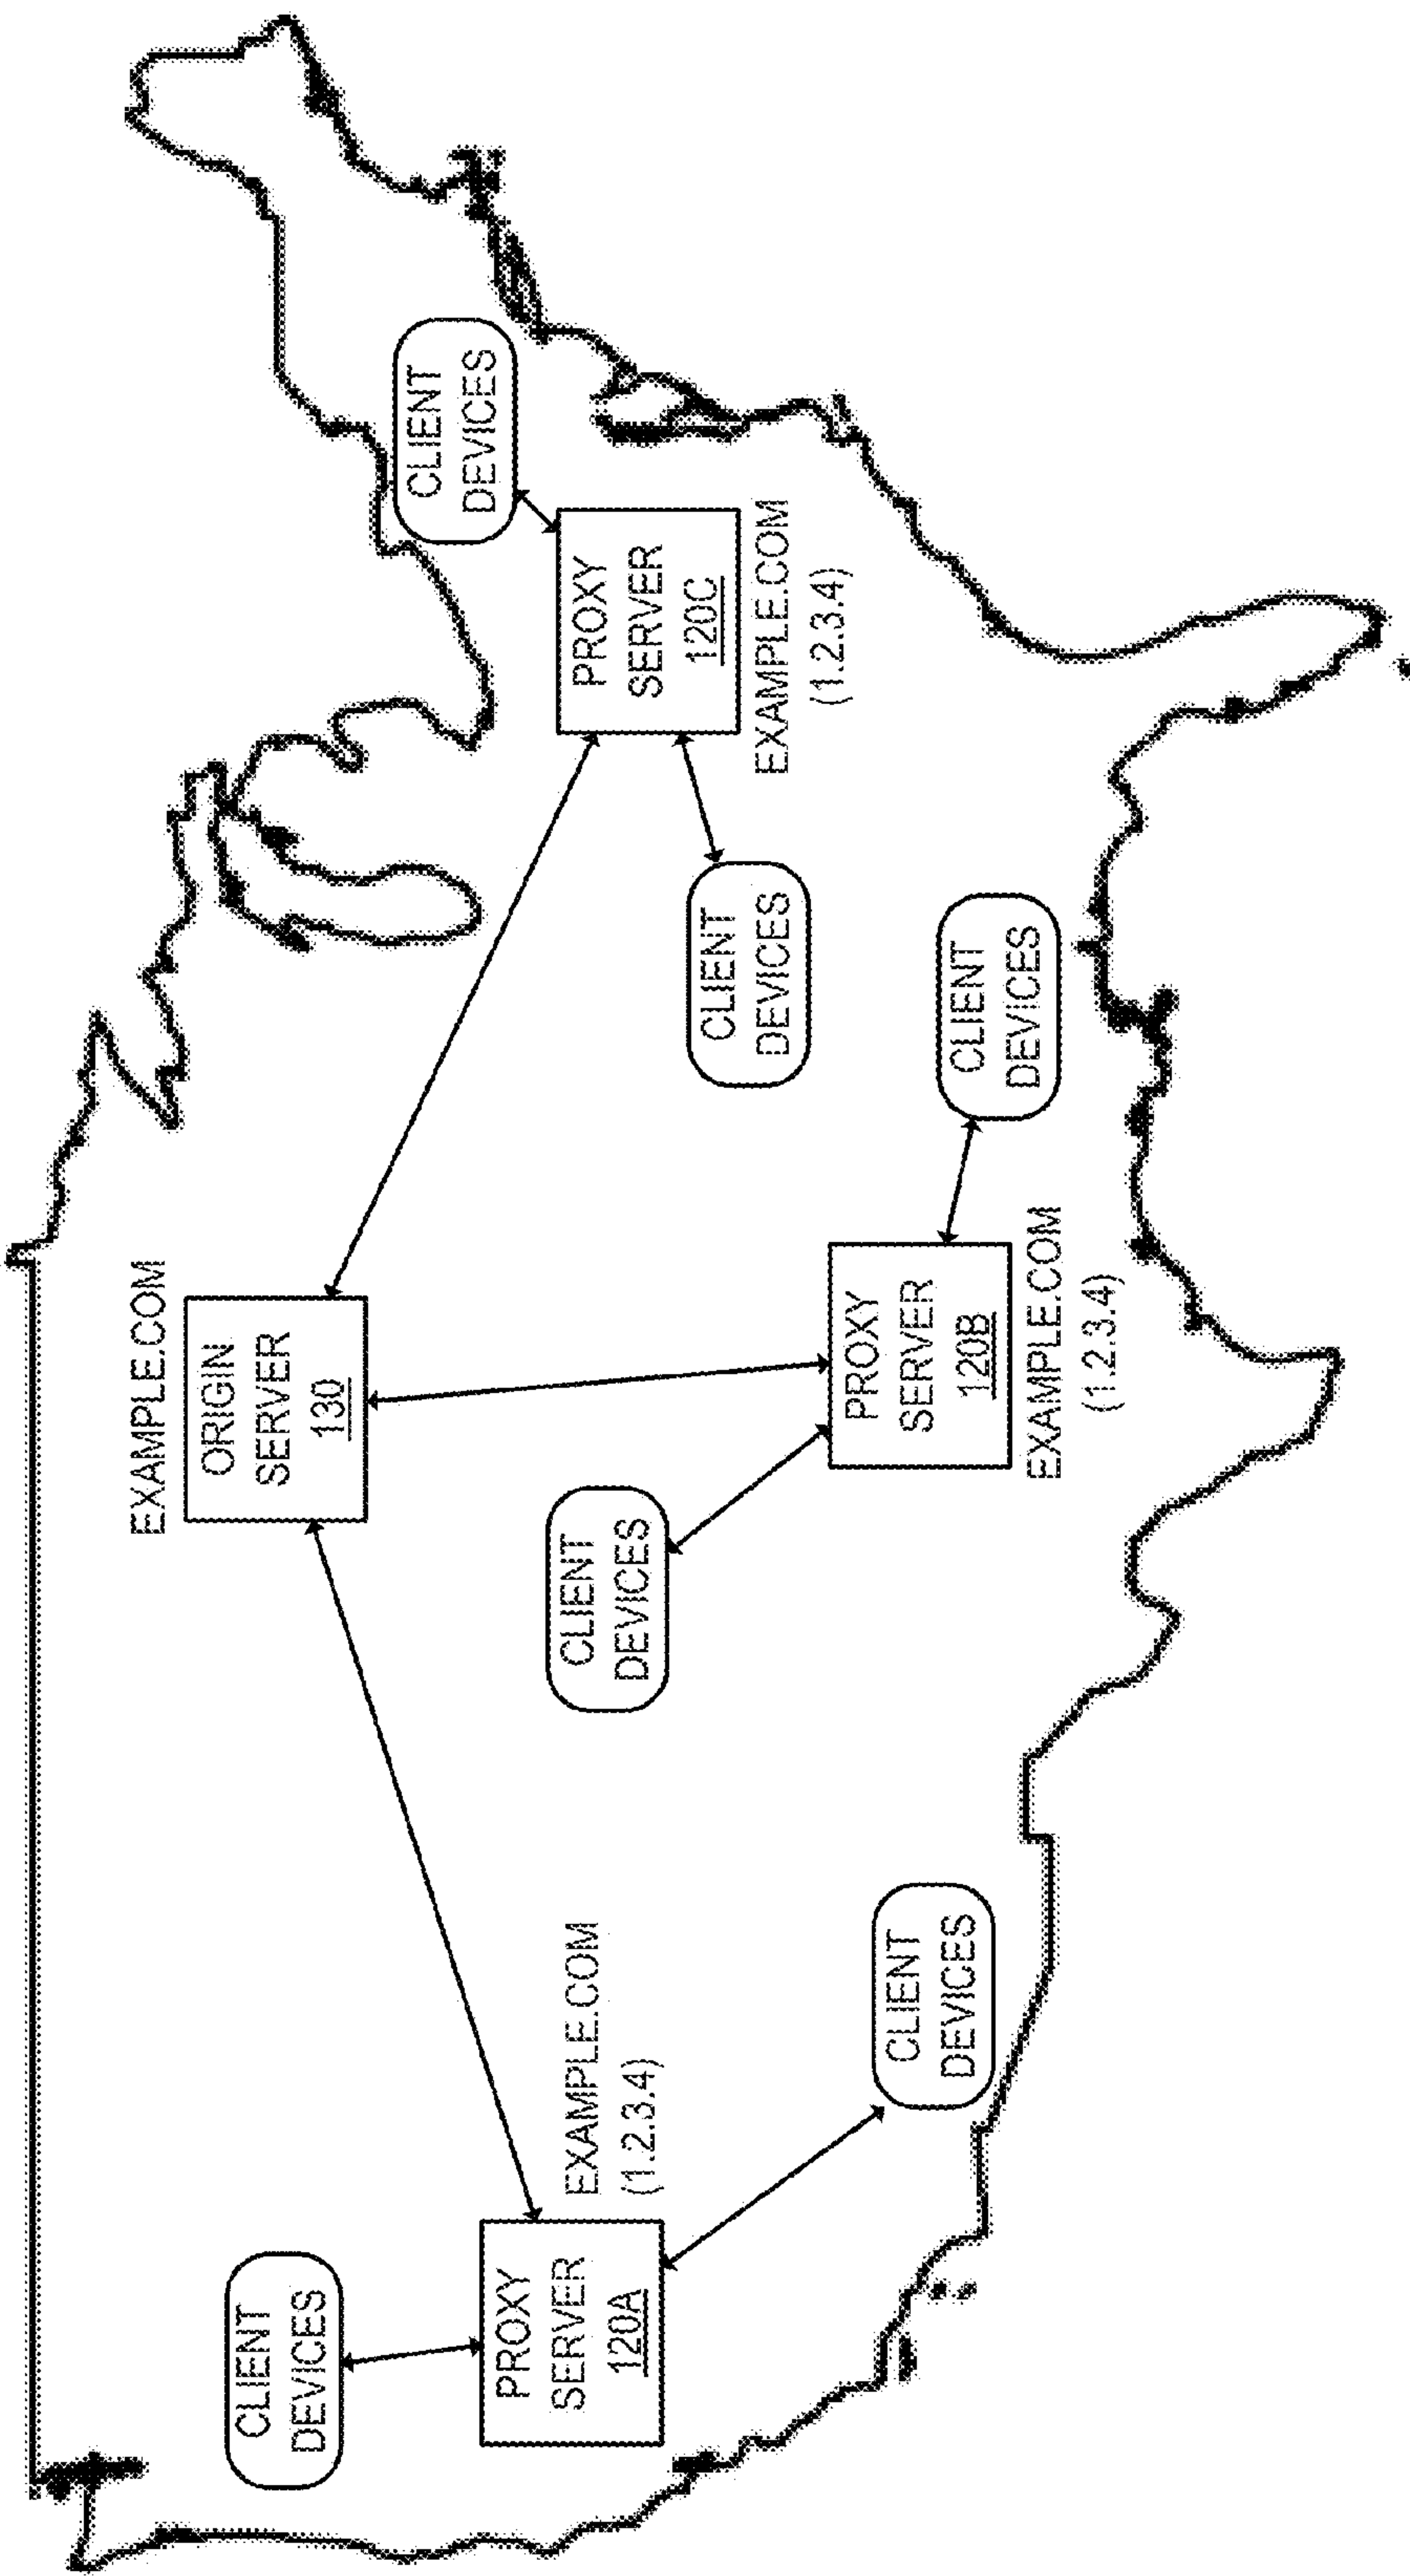 EXAMPLE.COM
ORIGIN
SERVER
130
CLIENT
DEVICES
PROXY
SERVER
120A
EXAMPLE.COM
(1.2.3.4)
CLIENT
DEVICES
CLIENT
DEVICES
PROXY
SERVER
120B
EXAMPLE.COM
(1.2.3.4)
CLIENT
DEVICES
CLIENT
DEVICES
PROXY
SERVER
120C
EXAMPLE.COM
(1.2.3.4)
CLIENT
DEVICES